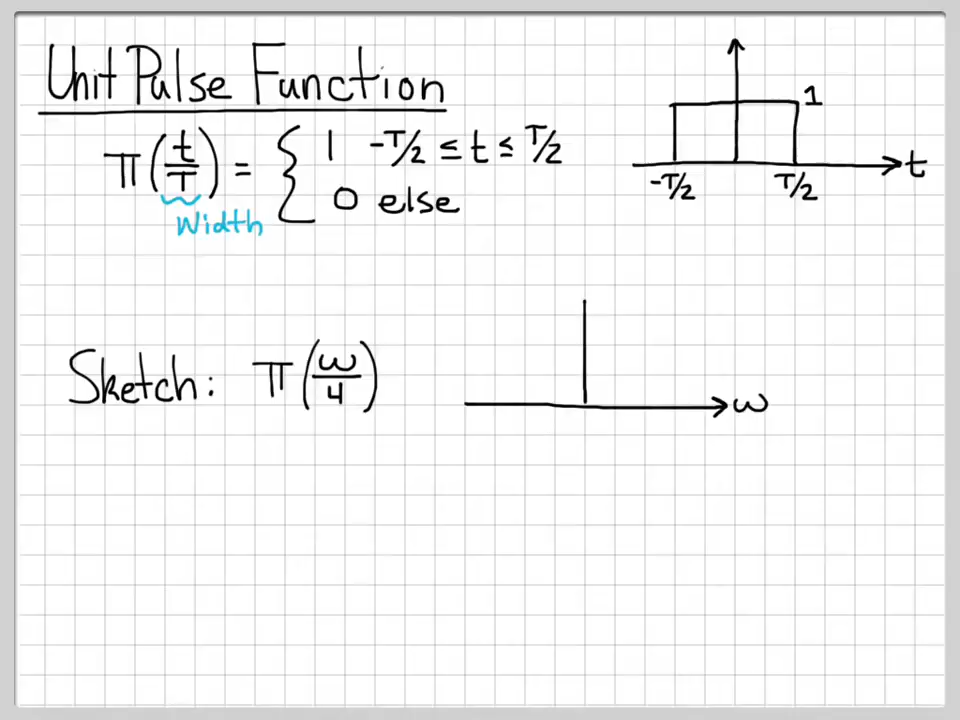 Unit Pulse Function
π(t/T) = { 1 -T/2 ≤ t ≤ T/2
0 else
Width
1
t
-T/2 T/2
Sketch: π(ω/4)
ω